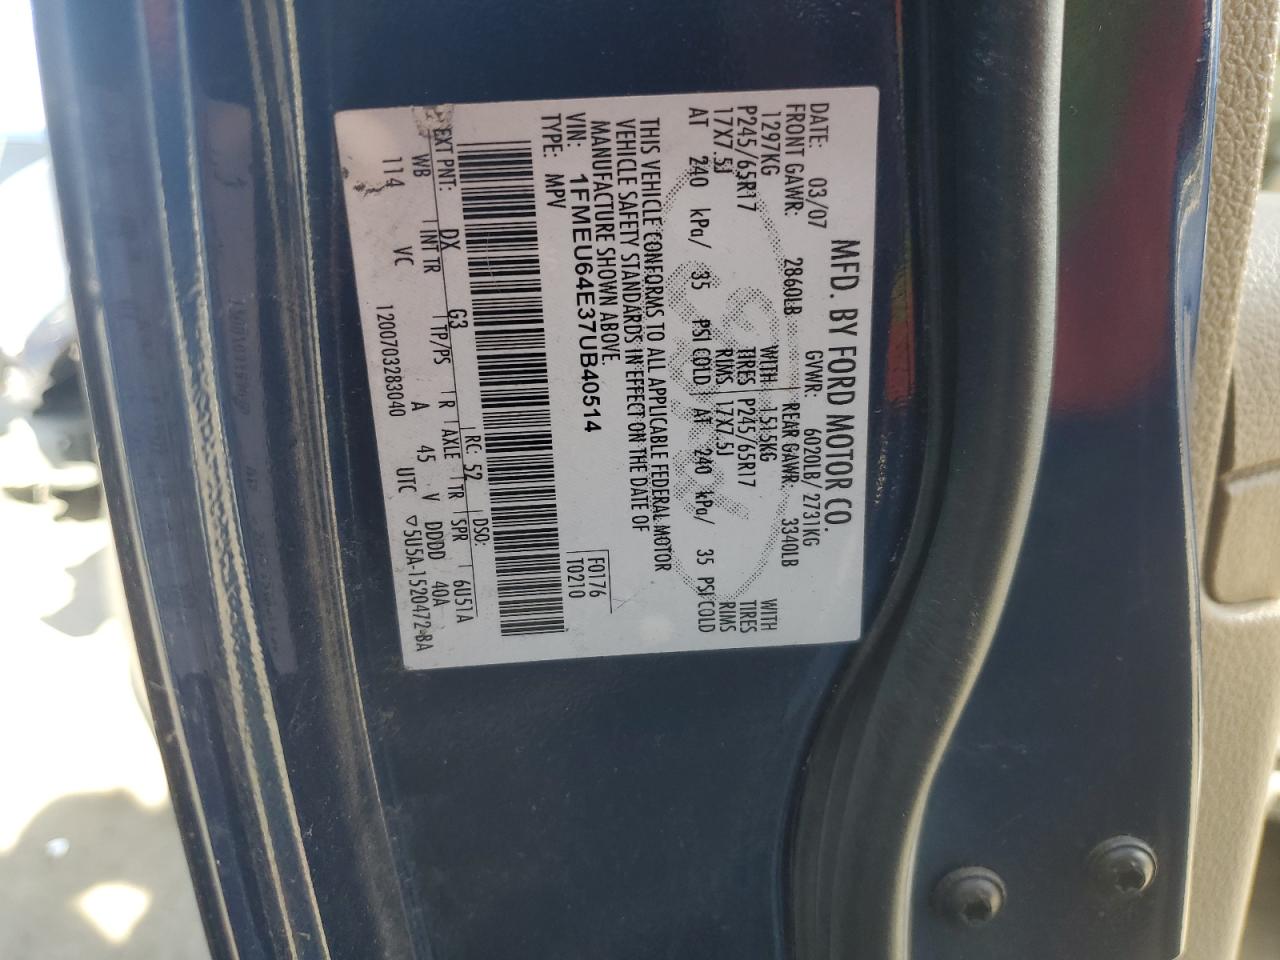 MFD. BY FORD MOTOR CO.
DATE: 03/07 GVWR: 6020LB/2731KG
FRONT GAWR: 2860LB REAR GAWR: 3340LB
1297KG WITH 1515KG WITH
P245/65R17 TIRES P245/65R17 TIRES
17X7.5J RIMS 17X7.5J RIMS
AT 240 kPa/ 35 PSI COLD AT 240 kPa/ 35 PSI COLD
THIS VEHICLE CONFORMS TO ALL APPLICABLE FEDERAL MOTOR
VEHICLE SAFETY STANDARDS IN EFFECT ON THE DATE OF
MANUFACTURE SHOWN ABOVE.
VIN: 1FMEU64E37UB40514 F0176
TYPE: MPV T0210
EXT PNT: DX G3 RC: 52 DSO:
WB INT TR TP/PS R AXLE TR SPR 6U51A
114 VC A 45 V DDDD 40A
1200703283040 UTC ▽5U5A-1520472-BA